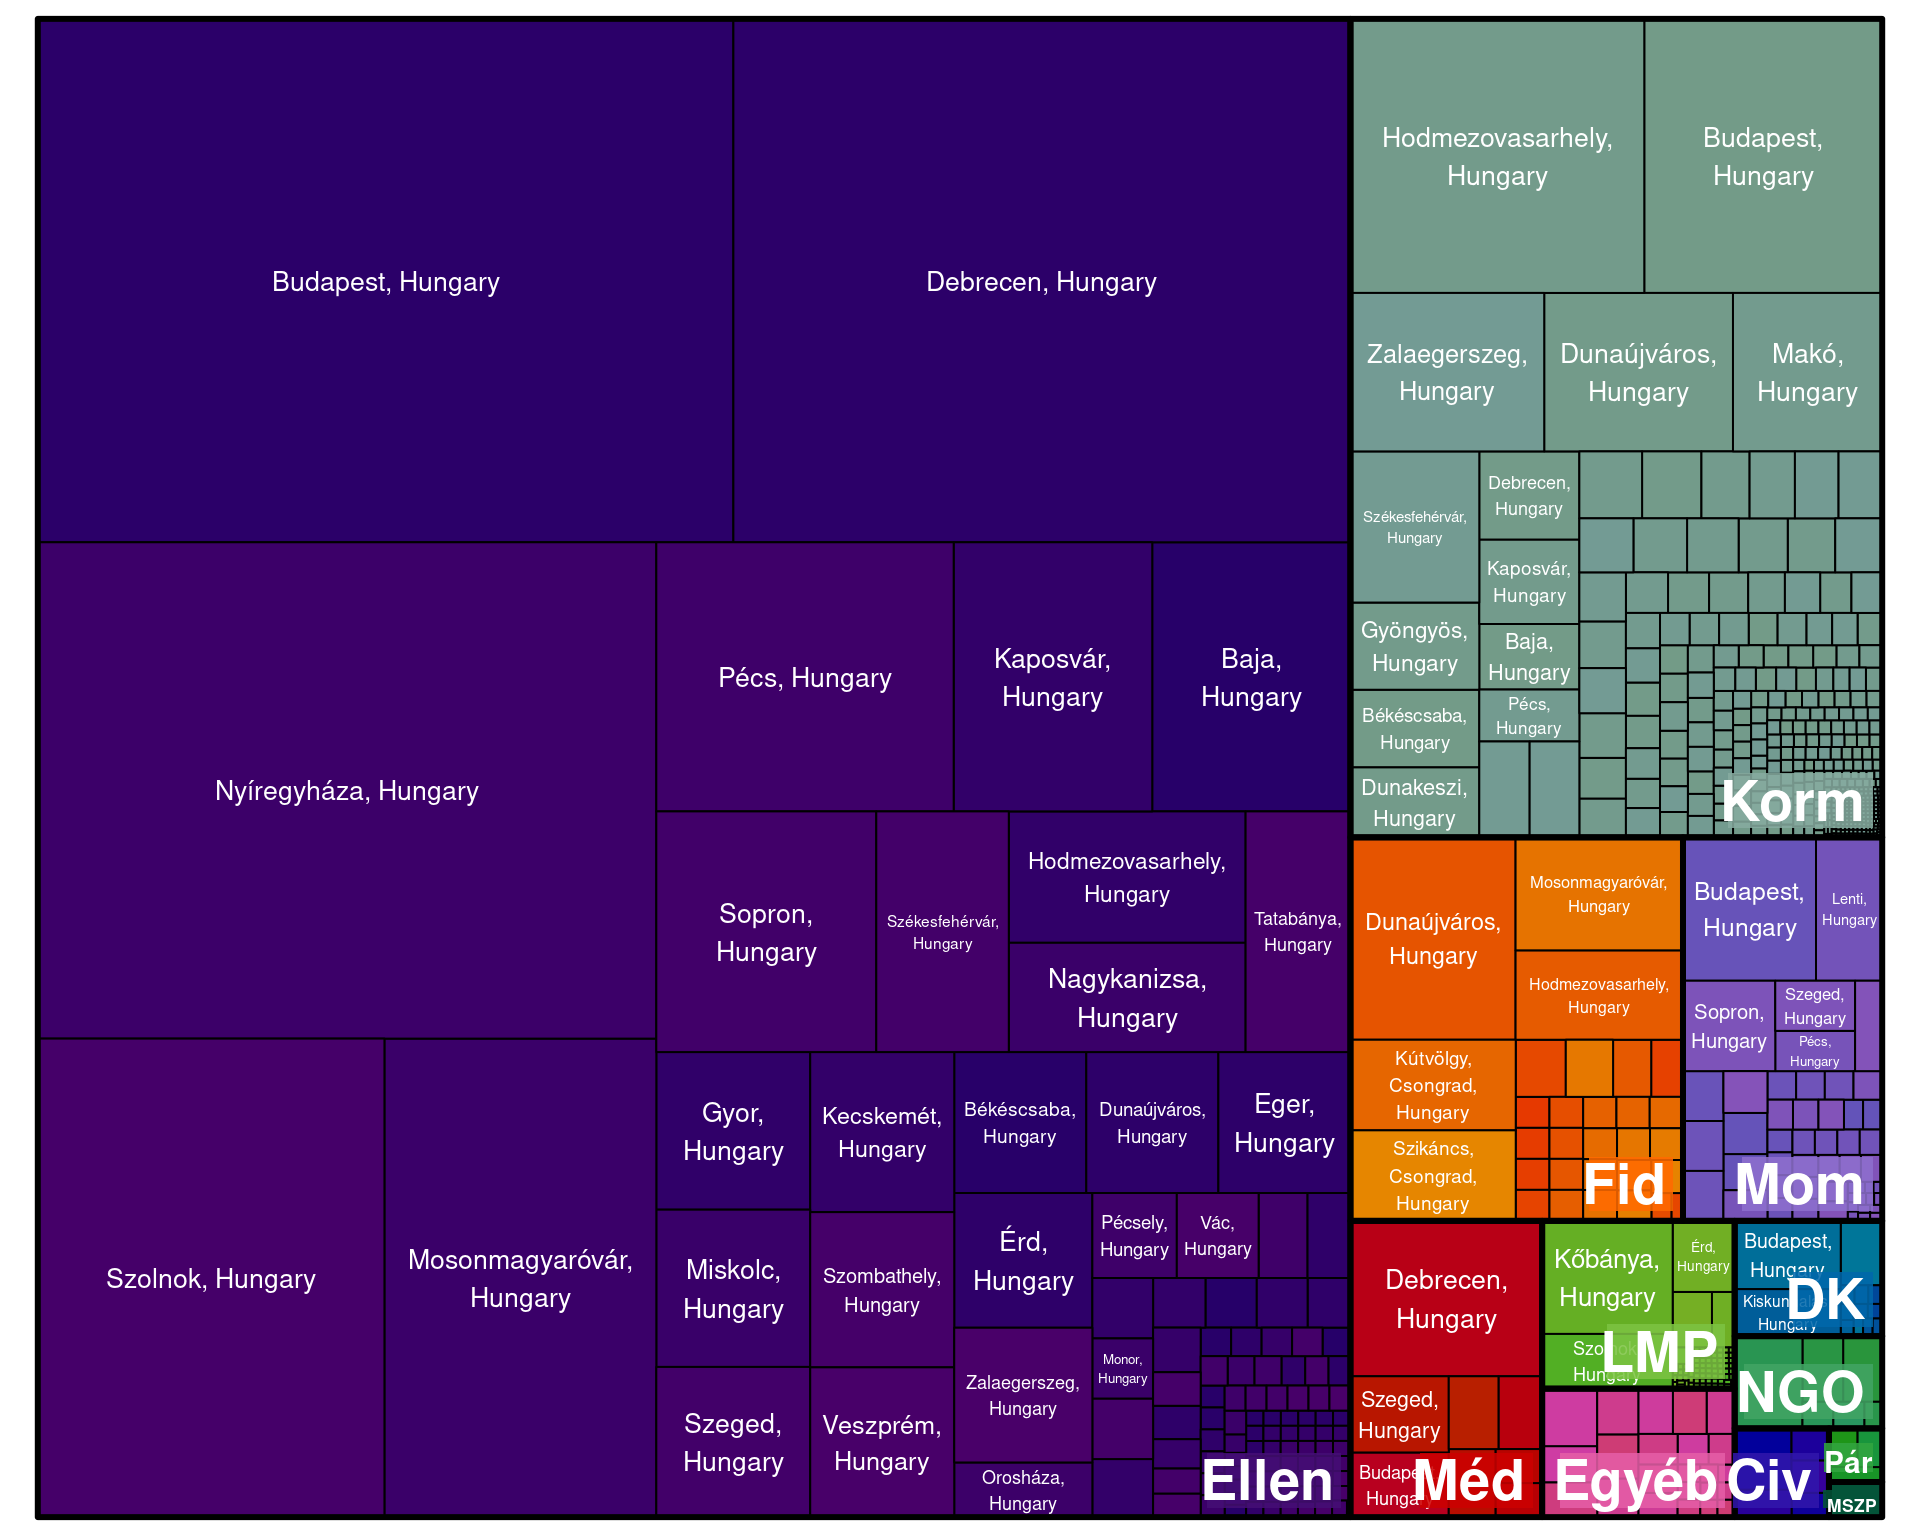 Budapest, Hungary
Debrecen, Hungary
Nyíregyháza, Hungary
Pécs, Hungary
Kaposvár,
Hungary
Baja,
Hungary
Sopron,
Hungary
Székesfehérvár,
Hungary
Hodmezovasarhely,
Hungary
Nagykanizsa,
Hungary
Tatabánya,
Hungary
Szolnok, Hungary
Mosonmagyaróvár,
Hungary
Gyor,
Hungary
Kecskemét,
Hungary
Békéscsaba,
Hungary
Dunaújváros,
Hungary
Eger,
Hungary
Miskolc,
Hungary
Szombathely,
Hungary
Érd,
Hungary
Pécsely,
Hungary
Vác,
Hungary
Szeged,
Hungary
Veszprém,
Hungary
Zalaegerszeg,
Hungary
Monor,
Hungary
Orosháza,
Hungary
Ellen
Hodmezovasarhely,
Hungary
Budapest,
Hungary
Zalaegerszeg,
Hungary
Dunaújváros,
Hungary
Makó,
Hungary
Székesfehérvár,
Hungary
Debrecen,
Hungary
Kaposvár,
Hungary
Gyöngyös,
Hungary
Baja,
Hungary
Békéscsaba,
Hungary
Pécs,
Hungary
Dunakeszi,
Hungary
Korm
Dunaújváros,
Hungary
Mosonmagyaróvár,
Hungary
Hodmezovasarhely,
Hungary
Kútvölgy,
Csongrad,
Hungary
Szikáncs,
Csongrad,
Hungary
Fid
Budapest,
Hungary
Lenti,
Hungary
Sopron,
Hungary
Szeged,
Hungary
Pécs,
Hungary
Mom
Debrecen,
Hungary
Szeged,
Hungary
Méd
Kőbánya,
Hungary
Érd,
Hungary
Hungary
LMP
Budapest,
Hungary
Hungary
DK
NGO
Egyéb
Civ
Pár
MSZP